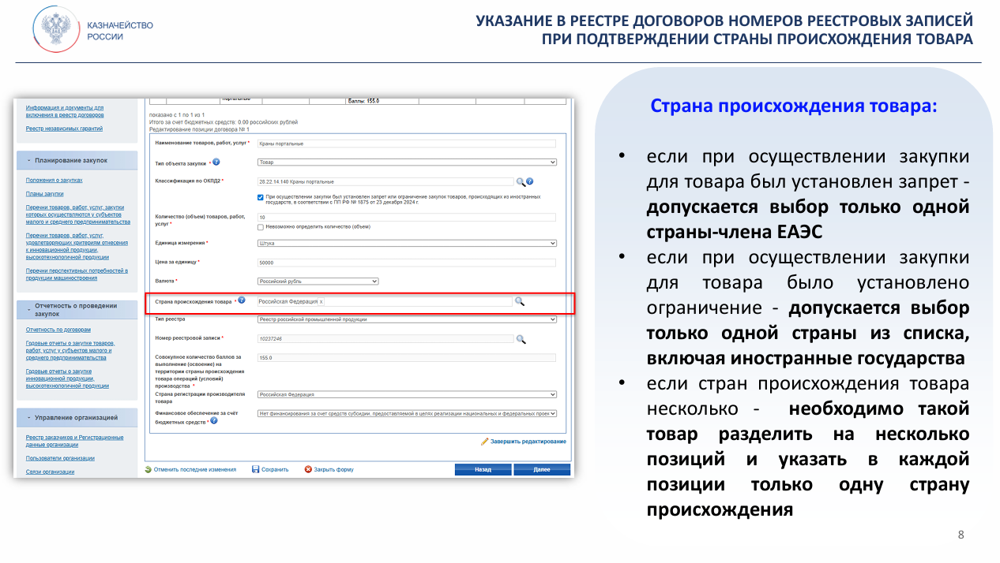 КАЗНАЧЕЙСТВО
РОССИИ
УКАЗАНИЕ В РЕЕСТРЕ ДОГОВОРОВ НОМЕРОВ РЕЕСТРОВЫХ ЗАПИСЕЙ
ПРИ ПОДТВЕРЖДЕНИИ СТРАНЫ ПРОИСХОЖДЕНИЯ ТОВАРА
Информация и документы для
включения в реестр договоров
Реестр независимых гарантий
- Планирование закупок
Положения о закупках
Планы закупки
Перечни товаров, работ, услуг, закупки
которых осуществляются у субъектов
малого и среднего предпринимательства
Перечни товаров, работ, услуг,
удовлетворяющих критериям отнесения
к инновационной продукции,
высокотехнологичной продукции
Перечни перспективных потребностей в
продукции машиностроения
- Отчетность о проведении
закупок
Отчетность по договорам
Годовые отчеты о закупке товаров,
работ, услуг у субъектов малого и
среднего предпринимательства
Годовые отчеты о закупке
инновационной продукции,
высокотехнологичной продукции
- Управление организацией
Реестр заказчиков и Регистрационные
данные организации
Пользователи организации
Связи организации
портальные
Баллы: 155.0
показано с 1 по 1 из 1
Итого за счет бюджетных средств: 0.00 российских рублей
Редактирование позиции договора № 1
Наименование товаров, работ, услуг * Краны портальные
Тип объекта закупки * Товар
Классификация по ОКПД2 * 28.22.14.140 Краны портальные
При осуществлении закупки был установлен запрет или ограничение закупок товаров, происходящих из иностранных
государств, в соответствии с ПП РФ № 1875 от 23 декабря 2024 г.
Количество (объем) товаров, работ,
услуг * 10
Невозможно определить количество (объем)
Единица измерения * Штука
Цена за единицу * 50000
Валюта * Российский рубль
Страна происхождения товара * Российская Федерация x
Тип реестра Реестр российской промышленной продукции
Номер реестровой записи * 10237246
Совокупное количество баллов за
выполнение (освоение) на
территории страны происхождения
товара операций (условий)
производства * 155.0
Страна регистрации производителя
товара Российская Федерация
Финансовое обеспечение за счёт
бюджетных средств * Нет финансирования за счет средств субсидии, предоставляемой в целях реализации национальных и федеральных проек
Завершить редактирование
Отменить последние изменения Сохранить Закрыть форму Назад Далее
Страна происхождения товара:
• если при осуществлении закупки
для товара был установлен запрет -
допускается выбор только одной
страны-члена ЕАЭС
• если при осуществлении закупки
для товара было установлено
ограничение - допускается выбор
только одной страны из списка,
включая иностранные государства
• если стран происхождения товара
несколько - необходимо такой
товар разделить на несколько
позиций и указать в каждой
позиции только одну страну
происхождения
8